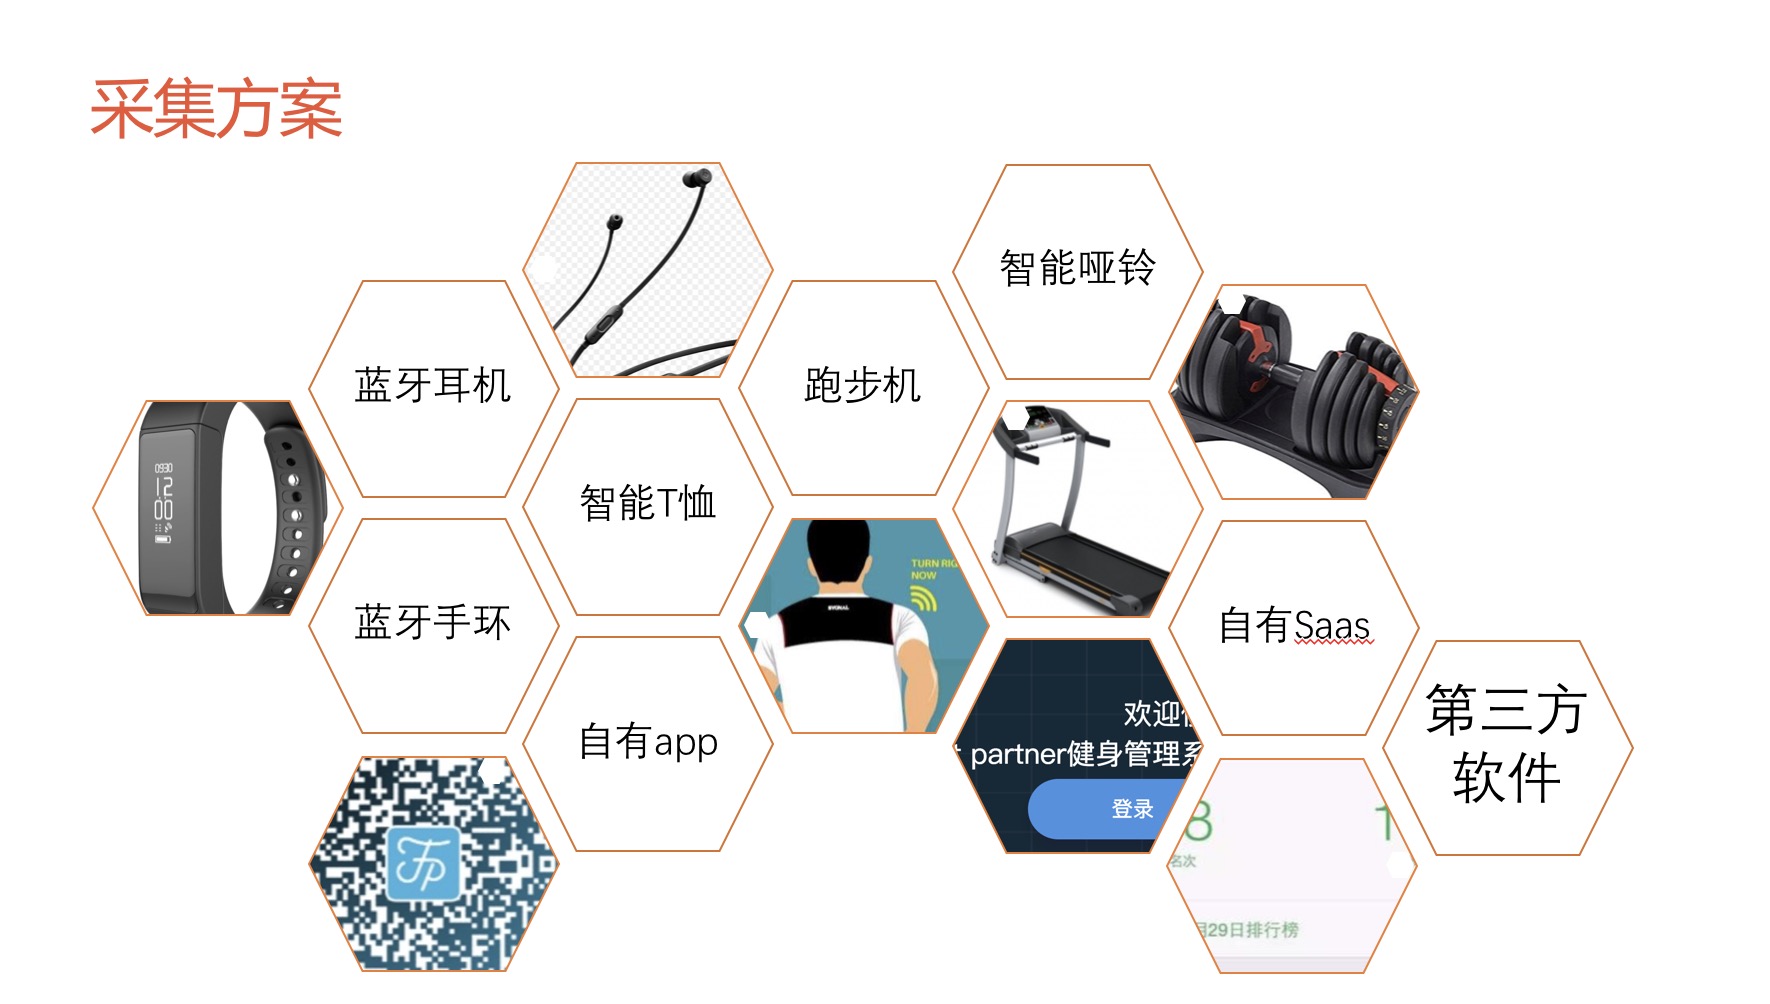 采集方案
智能哑铃
蓝牙耳机
跑步机
智能T恤
0930
12
00
TURN RIG
NOW
蓝牙手环
自有Saas
自有app
第三方
软件
欢迎
partner健身管理系
登录
8
1
名次
29日排行榜